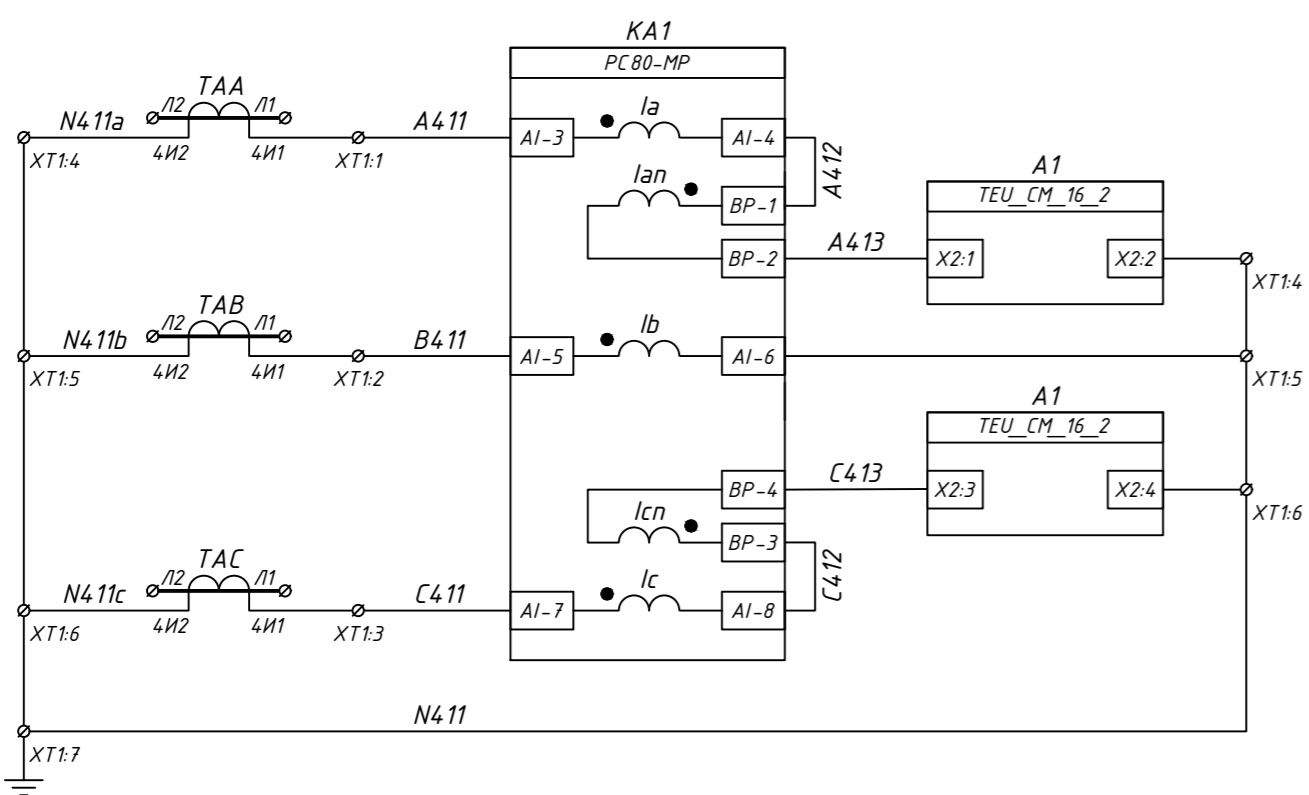 KA1
PC80-MP
TAA
Л2
Л1
N411a
A411
4И2
4И1
XT1:4
XT1:1
AI-3
Ia
AI-4
A412
Ian
BP-1
BP-2
A413
A1
TEU_CM_16_2
X2:1
X2:2
XT1:4
TAB
Л2
Л1
N411b
B411
4И2
4И1
XT1:5
XT1:2
AI-5
Ib
AI-6
XT1:5
A1
TEU_CM_16_2
BP-4
C413
X2:3
X2:4
XT1:6
Icn
BP-3
C412
TAC
Л2
Л1
N411c
C411
4И2
4И1
XT1:6
XT1:3
AI-7
Ic
AI-8
N411
XT1:7